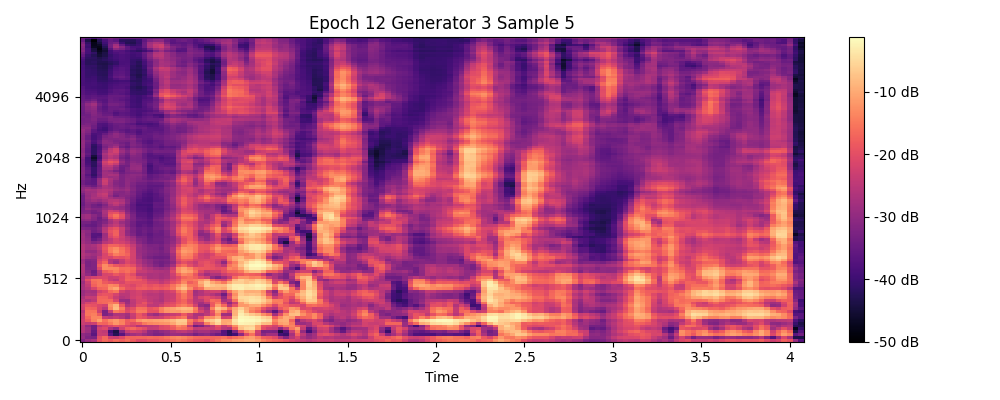 Epoch 12 Generator 3 Sample 5
Hz
4096
2048
1024
512
0
0 0.5 1 1.5 2 2.5 3 3.5 4
Time
-10 dB
-20 dB
-30 dB
-40 dB
-50 dB